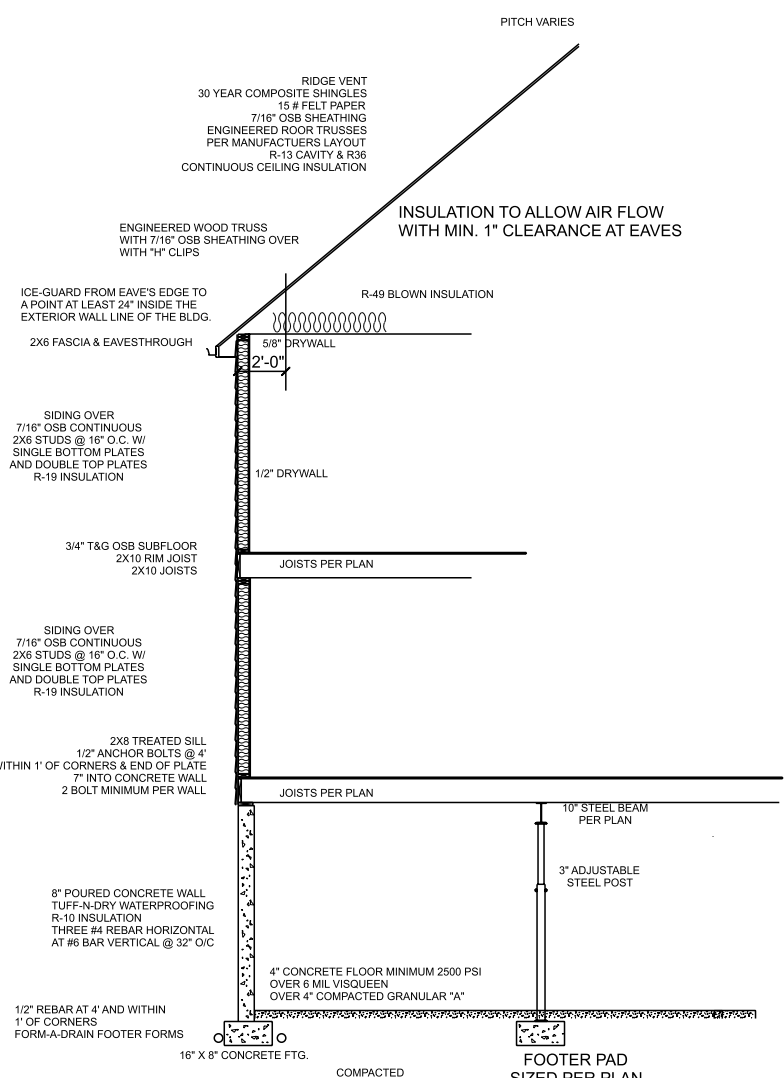 PITCH VARIES
RIDGE VENT
30 YEAR COMPOSITE SHINGLES
15 # FELT PAPER
7/16" OSB SHEATHING
ENGINEERED ROOR TRUSSES
PER MANUFACTUERS LAYOUT
R-13 CAVITY & R36
CONTINUOUS CEILING INSULATION
INSULATION TO ALLOW AIR FLOW
WITH MIN. 1" CLEARANCE AT EAVES
ENGINEERED WOOD TRUSS
WITH 7/16" OSB SHEATHING OVER
WITH "H" CLIPS
ICE-GUARD FROM EAVE'S EDGE TO
A POINT AT LEAST 24" INSIDE THE
EXTERIOR WALL LINE OF THE BLDG.
R-49 BLOWN INSULATION
2X6 FASCIA & EAVESTHROUGH
5/8" DRYWALL
2'-0"
SIDING OVER
7/16" OSB CONTINUOUS
2X6 STUDS @ 16" O.C. W/
SINGLE BOTTOM PLATES
AND DOUBLE TOP PLATES
R-19 INSULATION
1/2" DRYWALL
3/4" T&G OSB SUBFLOOR
2X10 RIM JOIST
2X10 JOISTS
JOISTS PER PLAN
SIDING OVER
7/16" OSB CONTINUOUS
2X6 STUDS @ 16" O.C. W/
SINGLE BOTTOM PLATES
AND DOUBLE TOP PLATES
R-19 INSULATION
2X8 TREATED SILL
1/2" ANCHOR BOLTS @ 4'
WITHIN 1' OF CORNERS & END OF PLATE
7" INTO CONCRETE WALL
2 BOLT MINIMUM PER WALL
JOISTS PER PLAN
10" STEEL BEAM
PER PLAN
3" ADJUSTABLE
STEEL POST
8" POURED CONCRETE WALL
TUFF-N-DRY WATERPROOFING
R-10 INSULATION
THREE #4 REBAR HORIZONTAL
AT #6 BAR VERTICAL @ 32" O/C
4" CONCRETE FLOOR MINIMUM 2500 PSI
OVER 6 MIL VISQUEEN
OVER 4" COMPACTED GRANULAR "A"
1/2" REBAR AT 4' AND WITHIN
1' OF CORNERS
FORM-A-DRAIN FOOTER FORMS
16" X 8" CONCRETE FTG.
FOOTER PAD
SIZED PER PLAN
COMPACTED